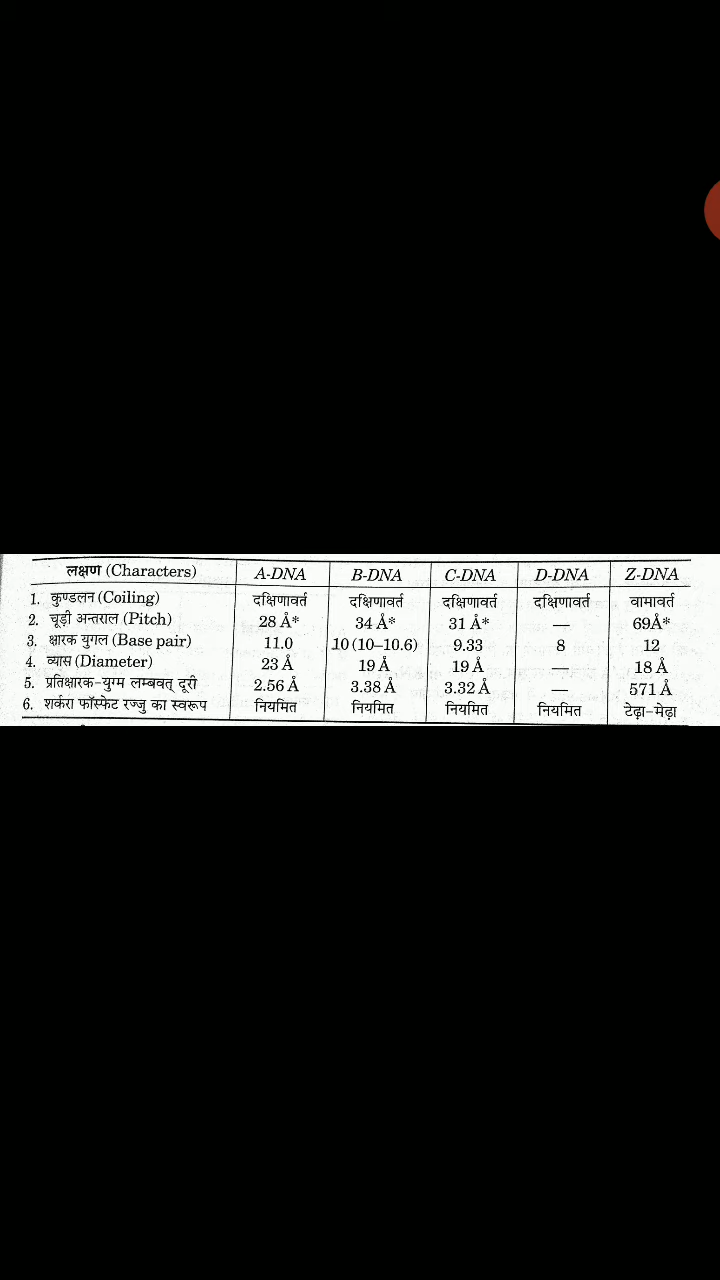 लक्षण (Characters) A-DNA B-DNA C-DNA D-DNA Z-DNA
1. कुण्डलन (Coiling) दक्षिणावर्त दक्षिणावर्त दक्षिणावर्त दक्षिणावर्त वामावर्त
2. चूड़ी अन्तराल (Pitch) 28 Å* 34 Å* 31 Å* — 69Å*
3. क्षारक युगल (Base pair) 11.0 10 (10–10.6) 9.33 8 12
4. व्यास (Diameter) 23 Å 19 Å 19 Å — 18 Å
5. प्रतिक्षारक-युग्म लम्बवत् दूरी 2.56 Å 3.38 Å 3.32 Å — 571 Å
6. शर्करा फॉस्फेट रज्जु का स्वरूप नियमित नियमित नियमित नियमित टेढ़ा-मेढ़ा